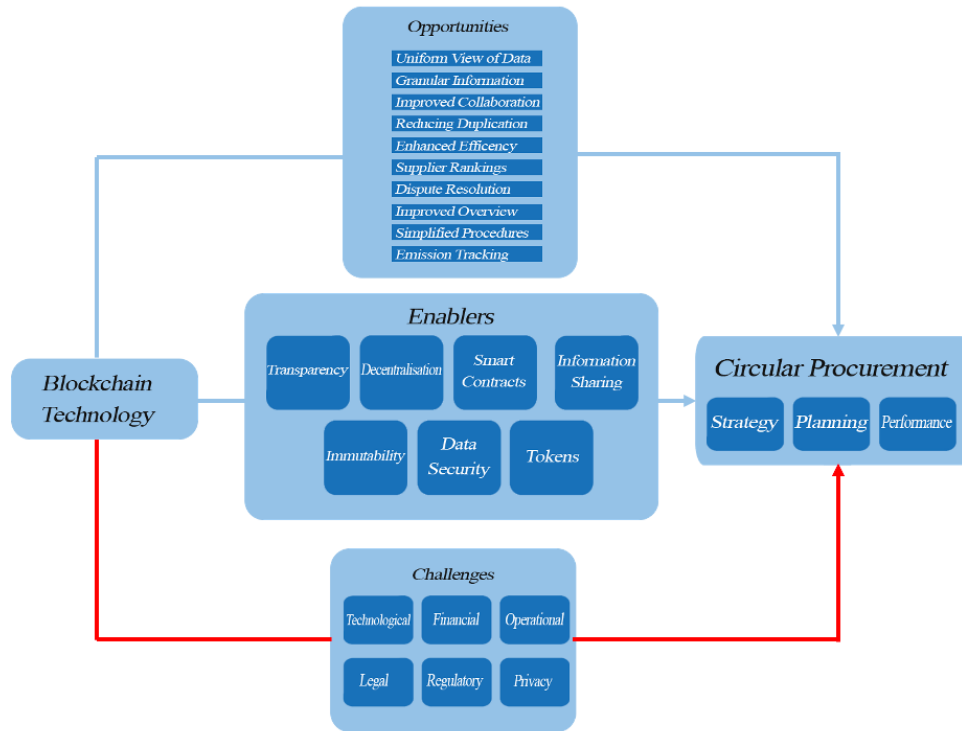 Opportunities
Uniform View of Data
Granular Information
Improved Collaboration
Reducing Duplication
Enhanced Efficency
Supplier Rankings
Dispute Resolution
Improved Overview
Simplified Procedures
Emission Tracking
Enablers
Transparency
Decentralisation
Smart
Contracts
Information
Sharing
Immutability
Data
Security
Tokens
Blockchain
Technology
Circular Procurement
Strategy
Planning
Performance
Challenges
Technological
Financial
Operational
Legal
Regulatory
Privacy